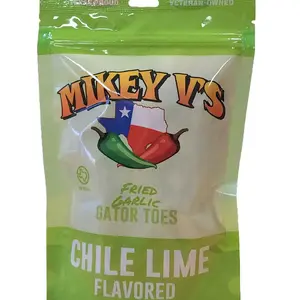 VETERAN OWNED
MIKEY V'S
FRIED
GARLIC
GATOR TOES
CHILE LIME
FLAVORED